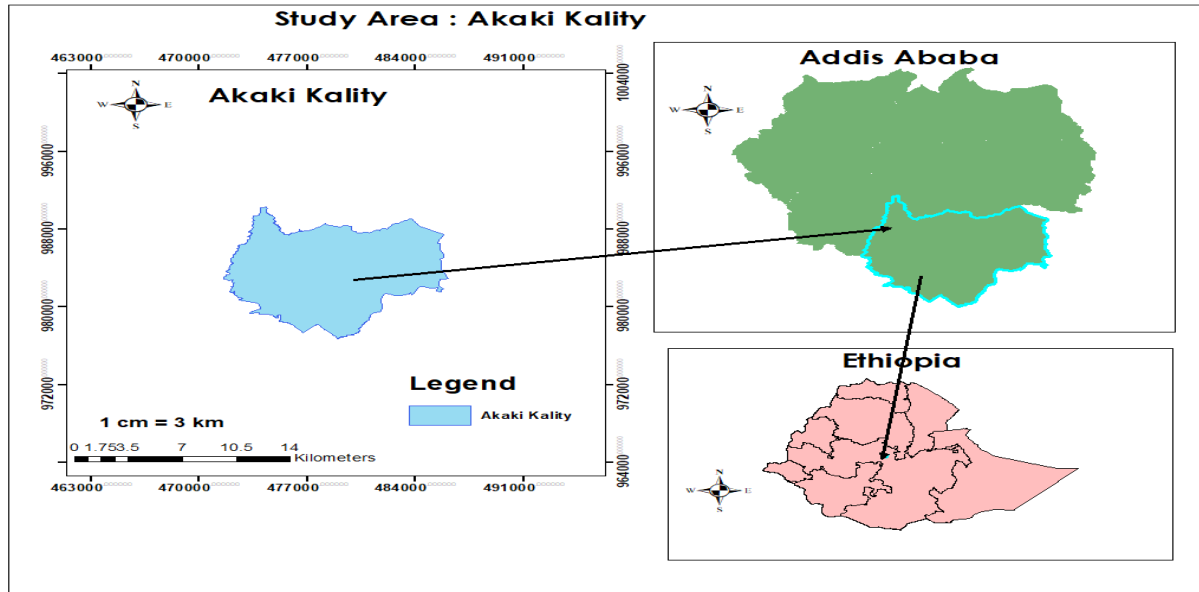 Study Area : Akaki Kality
463000 470000 477000 484000 491000
Akaki Kality
N
W E
S
1004000
996000
988000
980000
972000
964000
996000
988000
980000
972000
Legend
Akaki Kality
1 cm = 3 km
0 1.75 3.5 7 10.5 14
Kilometers
463000 470000 477000 484000 491000
Addis Ababa
N
W E
S
Ethiopia
N
W E
S